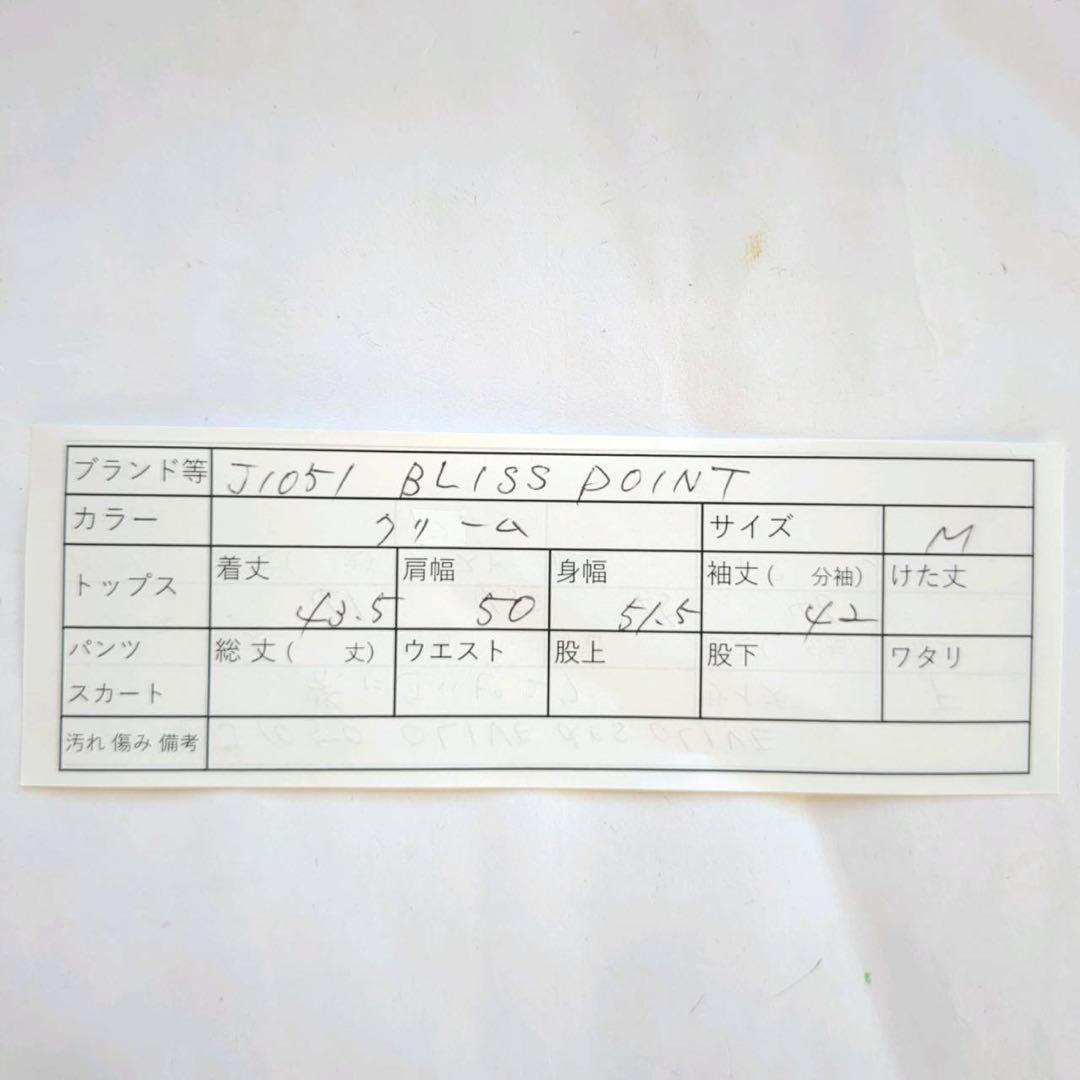 ブランド等 J1051 BLISS POINT
カラー クリーム サイズ M
トップス 着丈 43.5 肩幅 50 身幅 51.5 袖丈( 分袖) 42 けた丈
パンツ スカート 総丈( 丈) ウエスト 股上 股下 ワタリ
汚れ 傷み 備考